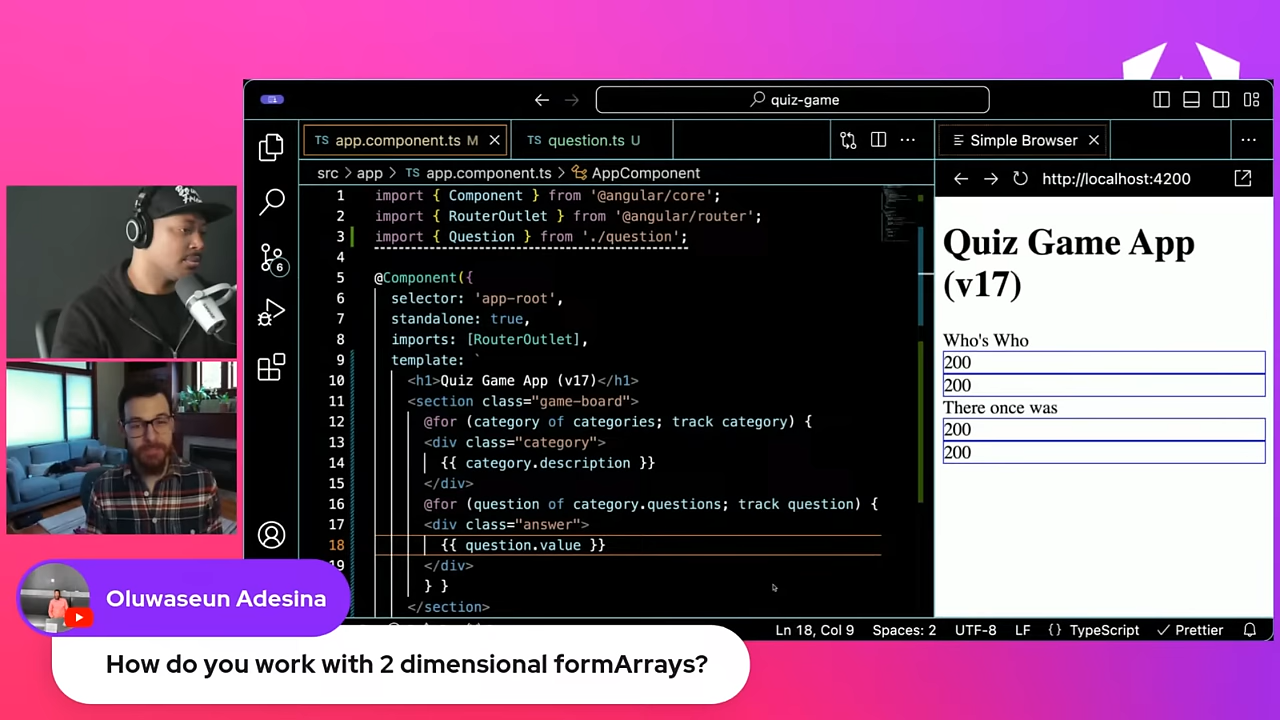 quiz-game
TS app.component.ts M
TS question.ts U
Simple Browser
src > app > TS app.component.ts > AppComponent
http://localhost:4200
1 import { Component } from '@angular/core';
2 import { RouterOutlet } from '@angular/router';
3 import { Question } from './question';
4
5 @Component({
6 selector: 'app-root',
7 standalone: true,
8 imports: [RouterOutlet],
9 template: `
10 <h1>Quiz Game App (v17)</h1>
11 <section class="game-board">
12 @for (category of categories; track category) {
13 <div class="category">
14 {{ category.description }}
15 </div>
16 @for (question of category.questions; track question) {
17 <div class="answer">
18 {{ question.value }}
19 </div>
} }
</section>
6
Quiz Game App
(v17)
Who's Who
200
200
There once was
200
200
Ln 18, Col 9 Spaces: 2 UTF-8 LF {} TypeScript Prettier
Oluwaseun Adesina
How do you work with 2 dimensional formArrays?